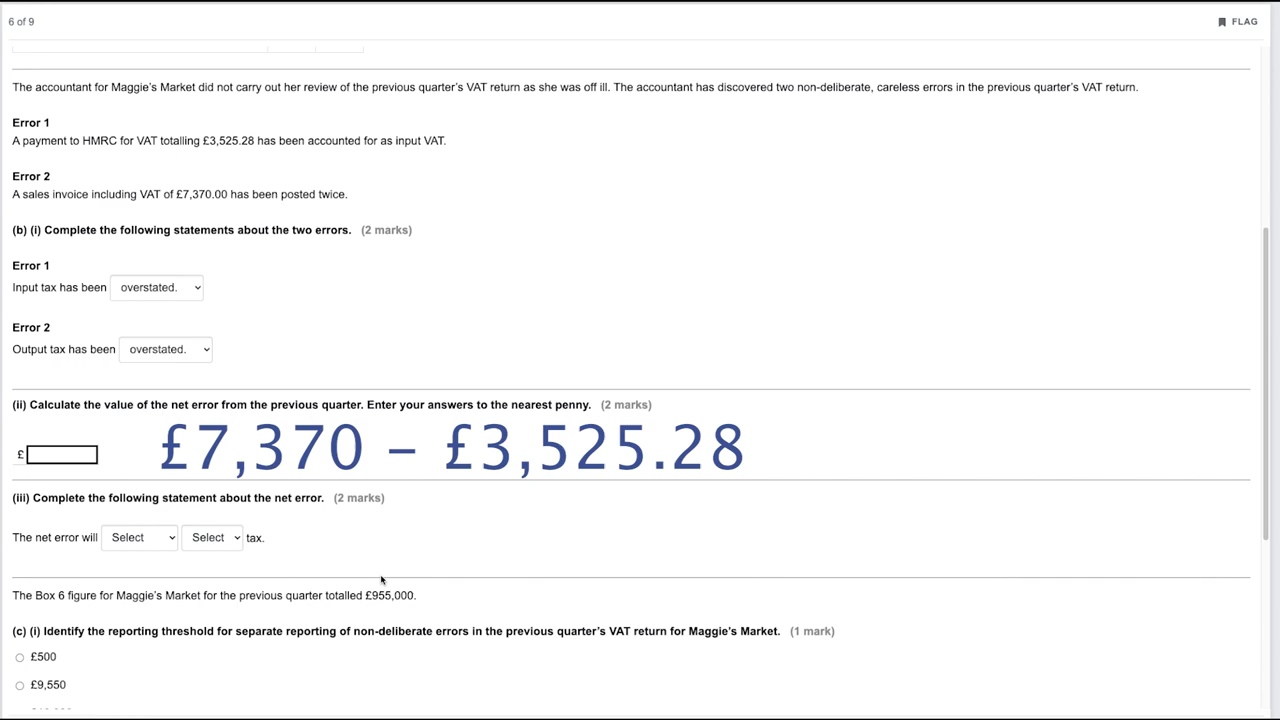 6 of 9
FLAG
The accountant for Maggie's Market did not carry out her review of the previous quarter's VAT return as she was off ill. The accountant has discovered two non-deliberate, careless errors in the previous quarter's VAT return.
Error 1
A payment to HMRC for VAT totalling £3,525.28 has been accounted for as input VAT.
Error 2
A sales invoice including VAT of £7,370.00 has been posted twice.
(b) (i) Complete the following statements about the two errors. (2 marks)
Error 1
Input tax has been overstated.
Error 2
Output tax has been overstated.
(ii) Calculate the value of the net error from the previous quarter. Enter your answers to the nearest penny. (2 marks)
£ £7,370 – £3,525.28
(iii) Complete the following statement about the net error. (2 marks)
The net error will Select Select tax.
The Box 6 figure for Maggie's Market for the previous quarter totalled £955,000.
(c) (i) Identify the reporting threshold for separate reporting of non-deliberate errors in the previous quarter's VAT return for Maggie's Market. (1 mark)
£500
£9,550